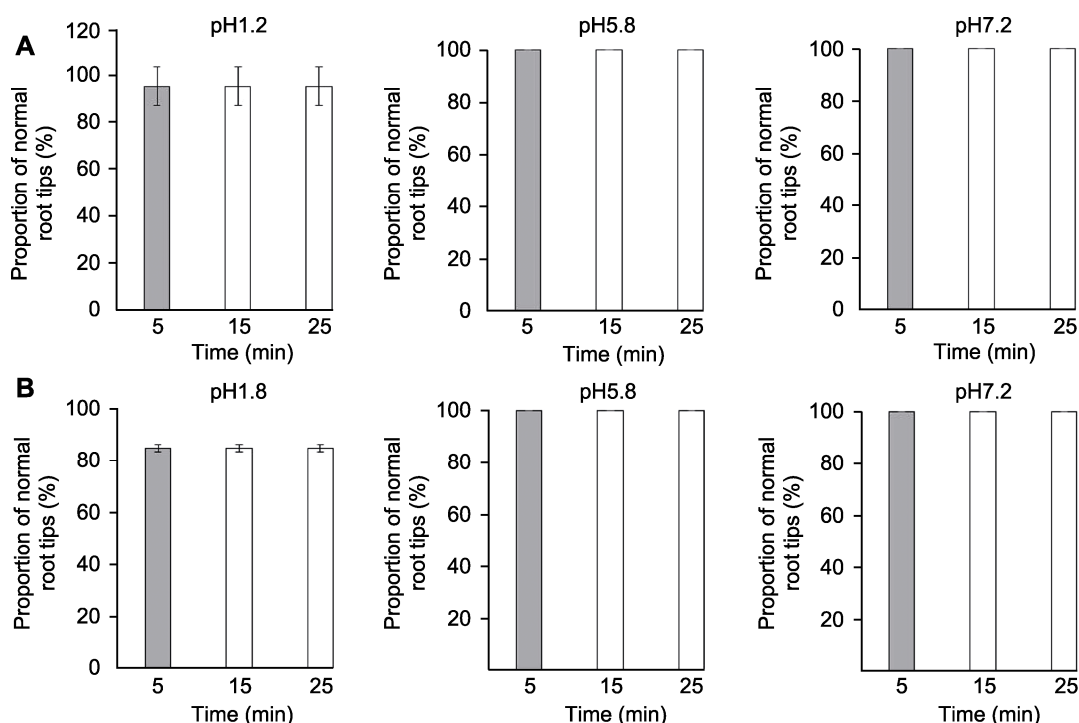 A
pH1.2
pH5.8
pH7.2
Proportion of normal
root tips (%)
120
100
80
60
40
20
0
5 15 25
Time (min)
Proportion of normal
root tips (%)
100
80
60
40
20
0
5 15 25
Time (min)
Proportion of normal
root tips (%)
100
80
60
40
20
0
5 15 25
Time (min)
B
pH1.8
pH5.8
pH7.2
Proportion of normal
root tips (%)
100
80
60
40
20
0
5 15 25
Time (min)
Proportion of normal
root tips (%)
100
80
60
40
20
5 15 25
Time (min)
Proportion of normal
root tips (%)
100
80
60
40
20
5 15 25
Time (min)